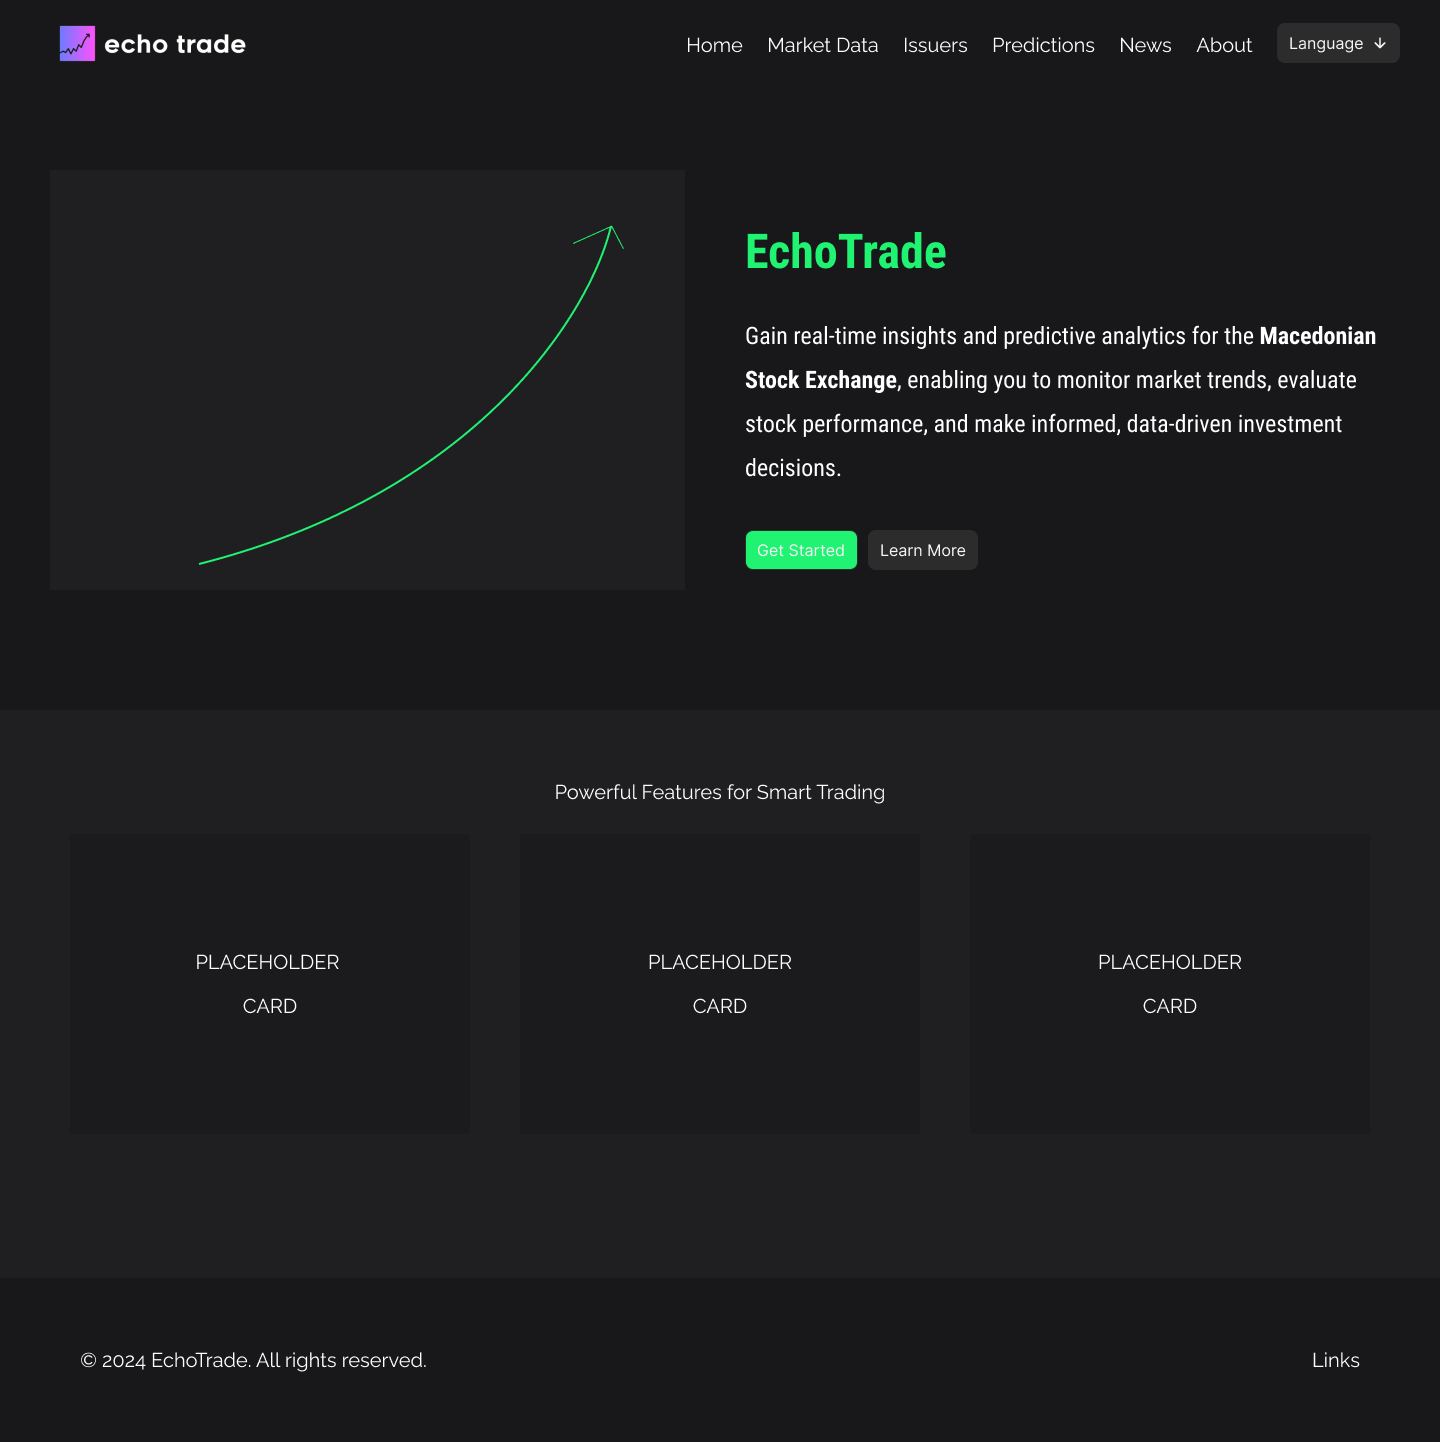 echo trade
Home Market Data Issuers Predictions News About Language ↓
EchoTrade
Gain real-time insights and predictive analytics for the Macedonian
Stock Exchange, enabling you to monitor market trends, evaluate
stock performance, and make informed, data-driven investment
decisions.
Get Started Learn More
Powerful Features for Smart Trading
PLACEHOLDER
CARD
PLACEHOLDER
CARD
PLACEHOLDER
CARD
© 2024 EchoTrade. All rights reserved.
Links